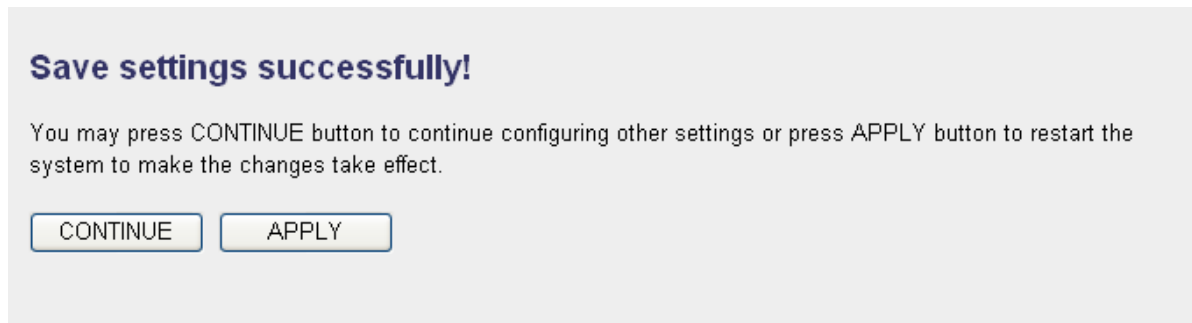 Save settings successfully!
You may press CONTINUE button to continue configuring other settings or press APPLY button to restart the
system to make the changes take effect.
CONTINUE APPLY